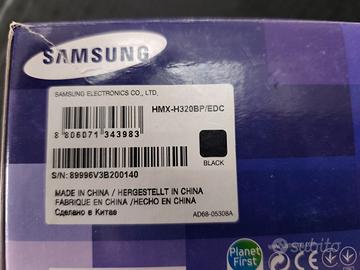 SAMSUNG
SAMSUNG ELECTRONICS CO., LTD.
HMX-H320BP/EDC
8 806071 343983
BLACK
S/N: 89996V3B200140
MADE IN CHINA / HERGESTELLT IN CHINA
FABRIQUE EN CHINA /HECHO EN CHINA
Сделано в Китае
AD68-05308A
Planet
First
subito